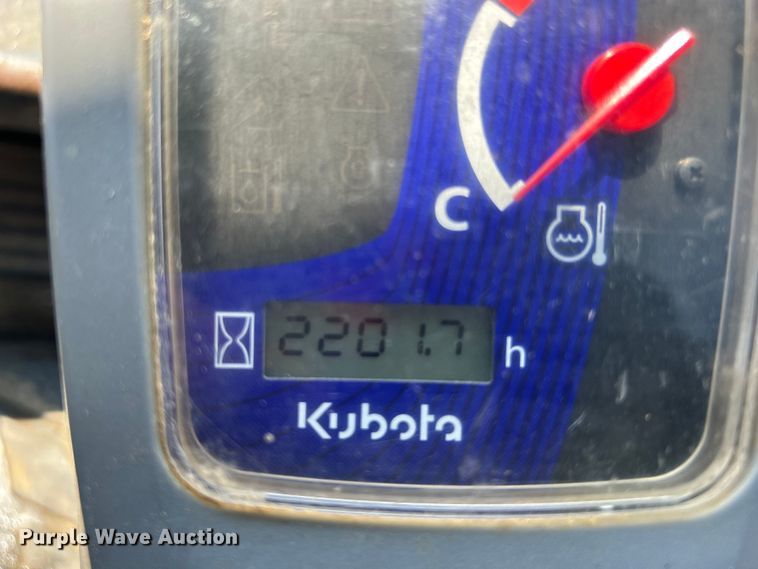 C
2201.7 h
Kubota
Purple Wave Auction